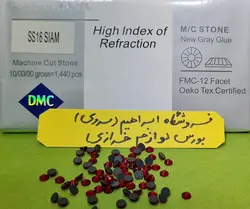 SS16 SIAM
High Index of
Refraction
M/C STONE
New Gray Glue
Machine Cut Stone
10/00/00 gross=1,440 pcs
FMC-12 Facet
Oeko Tex Certified
DMC
فروشگاه ابراهیم (سرری)
بورس لوازم خرازی